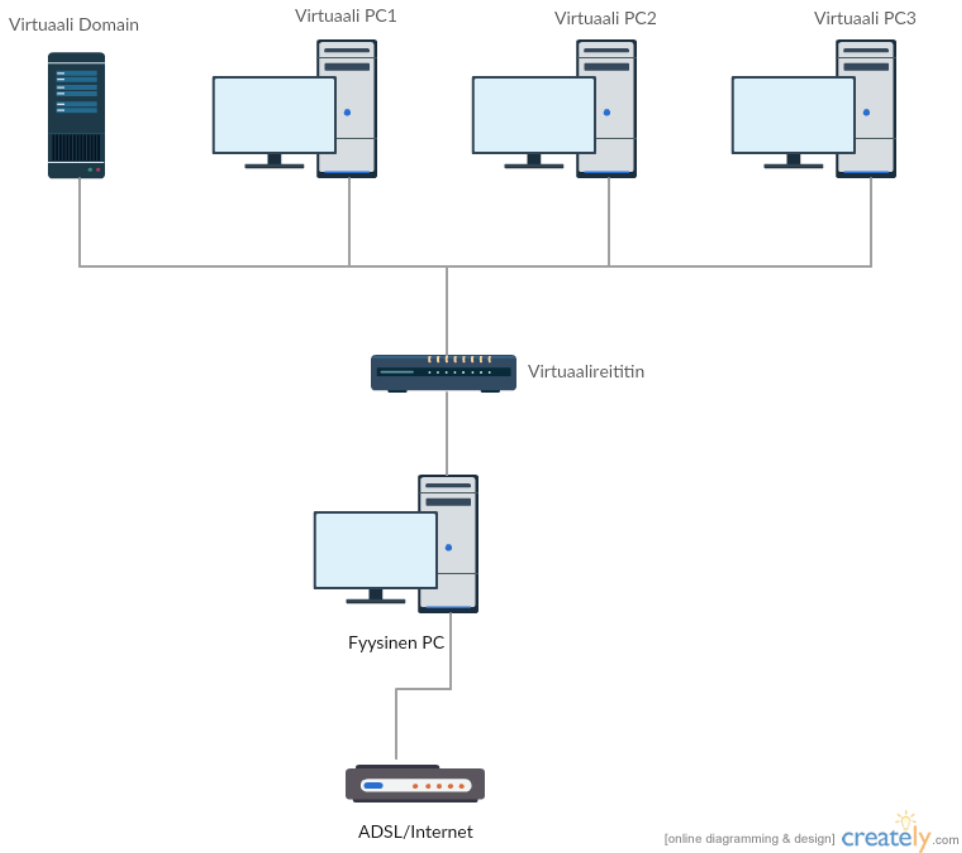 Virtuaali Domain
Virtuaali PC1
Virtuaali PC2
Virtuaali PC3
Virtuaalireititin
Fyysinen PC
ADSL/Internet
[online diagramming & design] creately.com